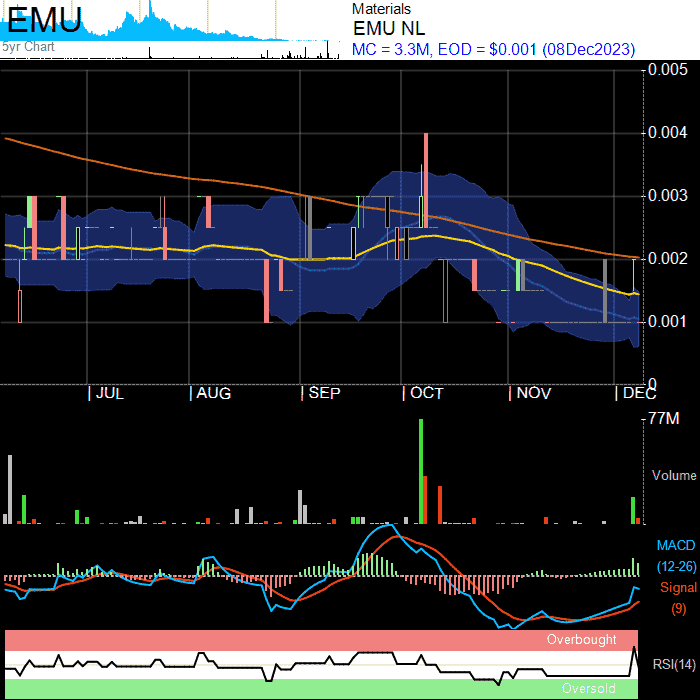 EMU
5yr Chart
Materials
EMU NL
MC = 3.3M, EOD = $0.001 (08Dec2023)
0.005
0.004
0.003
0.002
0.001
0
| JUL | AUG | SEP | OCT | NOV | DEC
77M
Volume
MACD
(12-26)
Signal
(9)
Overbought
RSI(14)
Oversold